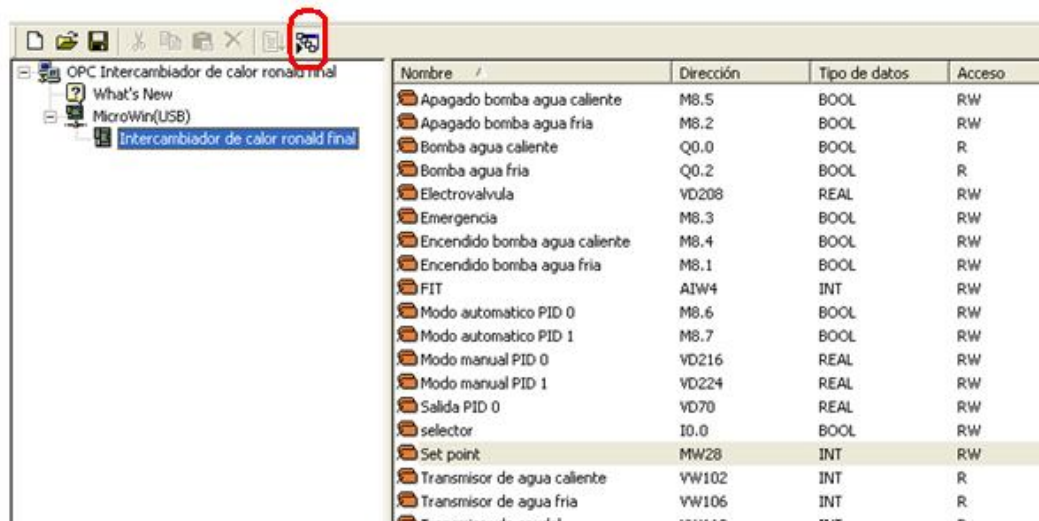 OPC Intercambiador de calor ronald final
What's New
MicroWin(USB)
Intercambiador de calor ronald final
Nombre Dirección Tipo de datos Acceso
Apagado bomba agua caliente M8.5 BOOL RW
Apagado bomba agua fria M8.2 BOOL RW
Bomba agua caliente Q0.0 BOOL R
Bomba agua fria Q0.2 BOOL R
Electrovalvula VD208 REAL RW
Emergencia M8.3 BOOL RW
Encendido bomba agua caliente M8.4 BOOL RW
Encendido bomba agua fria M8.1 BOOL RW
FIT AIW4 INT RW
Modo automatico PID 0 M8.6 BOOL RW
Modo automatico PID 1 M8.7 BOOL RW
Modo manual PID 0 VD216 REAL RW
Modo manual PID 1 VD224 REAL RW
Salida PID 0 VD70 REAL RW
selector I0.0 BOOL RW
Set point MW28 INT RW
Transmisor de agua caliente VW102 INT R
Transmisor de agua fria VW106 INT R